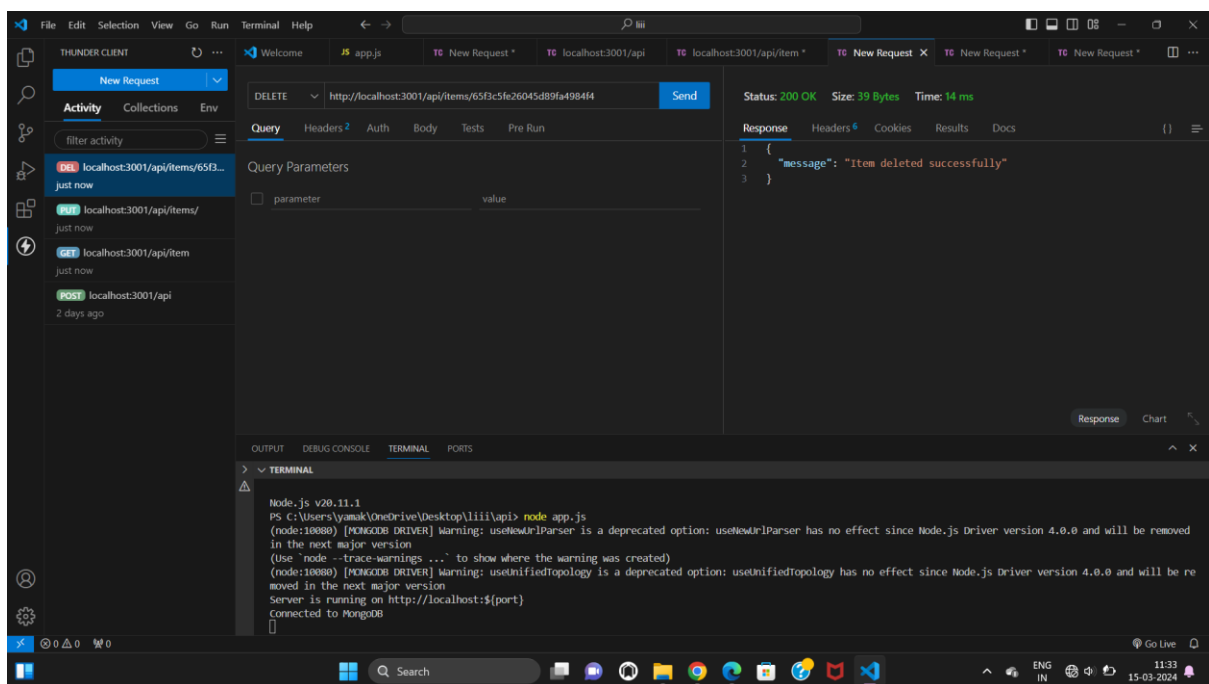 File Edit Selection View Go Run Terminal Help
liii
THUNDER CLIENT
New Request
Activity Collections Env
filter activity
DEL localhost:3001/api/items/65f3...
just now
PUT localhost:3001/api/items/
just now
GET localhost:3001/api/item
just now
POST localhost:3001/api
2 days ago
Welcome JS app.js TC New Request * TC localhost:3001/api TC localhost:3001/api/item * TC New Request TC New Request * TC New Request *
DELETE http://localhost:3001/api/items/65f3c5fe26045d89fa4984f4 Send
Query Headers 2 Auth Body Tests Pre Run
Query Parameters
parameter value
Status: 200 OK Size: 39 Bytes Time: 14 ms
Response Headers 6 Cookies Results Docs {}
1 {
2 "message": "Item deleted successfully"
3 }
Response Chart
OUTPUT DEBUG CONSOLE TERMINAL PORTS
TERMINAL
Node.js v20.11.1
PS C:\Users\yamak\OneDrive\Desktop\liii\api> node app.js
(node:10080) [MONGODB DRIVER] Warning: useNewUrlParser is a deprecated option: useNewUrlParser has no effect since Node.js Driver version 4.0.0 and will be removed
in the next major version
(Use `node --trace-warnings ...` to show where the warning was created)
(node:10080) [MONGODB DRIVER] Warning: useUnifiedTopology is a deprecated option: useUnifiedTopology has no effect since Node.js Driver version 4.0.0 and will be re
moved in the next major version
Server is running on http://localhost:${port}
Connected to MongoDB
0 0 0 Go Live
Search
ENG
IN
11:33
15-03-2024